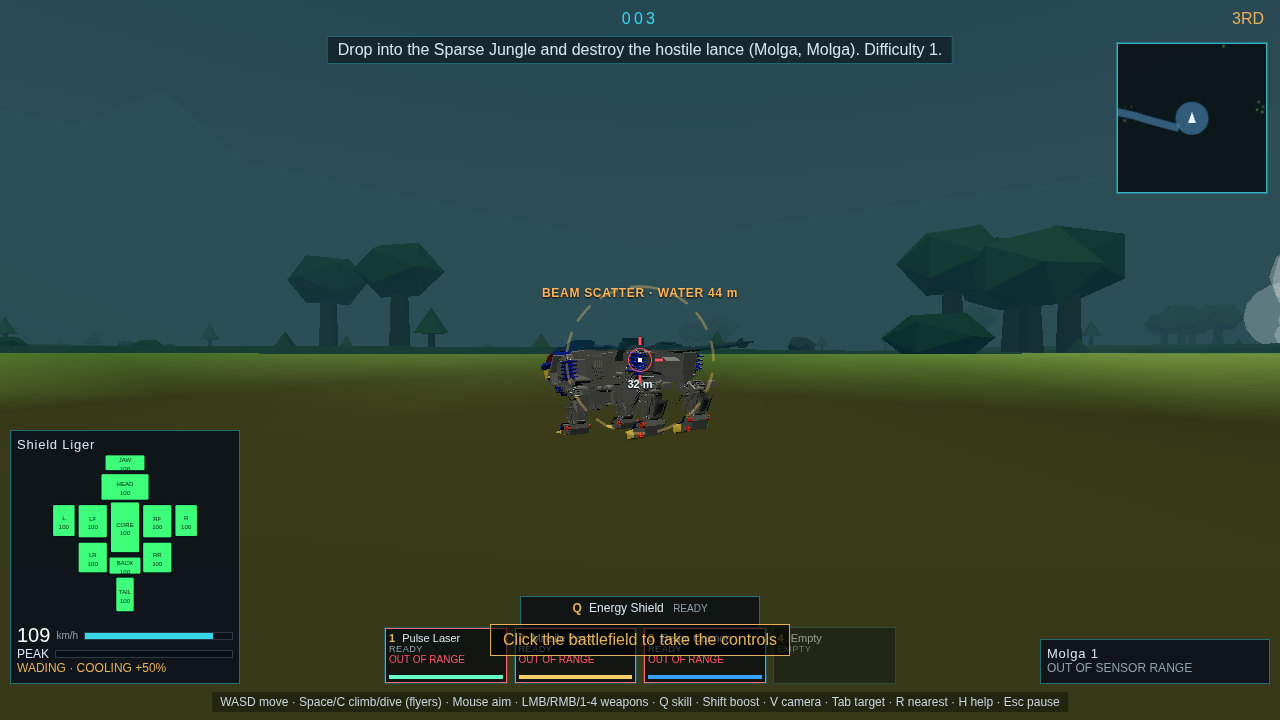 003
3RD
Drop into the Sparse Jungle and destroy the hostile lance (Molga, Molga). Difficulty 1.
BEAM SCATTER · WATER 44 m
32 m
Shield Liger
JAW
100
HEAD
100
L
100
LF
100
CORE
100
RF
100
R
100
LR
100
BACK
100
RR
100
TAIL
100
109 km/h
PEAK
WADING · COOLING +50%
Q Energy Shield READY
Click the battlefield to take the controls
1 Pulse Laser
READY
OUT OF RANGE
READY
OUT OF RANGE
READY
OUT OF RANGE
4 Empty
EMPTY
Molga 1
OUT OF SENSOR RANGE
WASD move · Space/C climb/dive (flyers) · Mouse aim · LMB/RMB/1-4 weapons · Q skill · Shift boost · V camera · Tab target · R nearest · H help · Esc pause